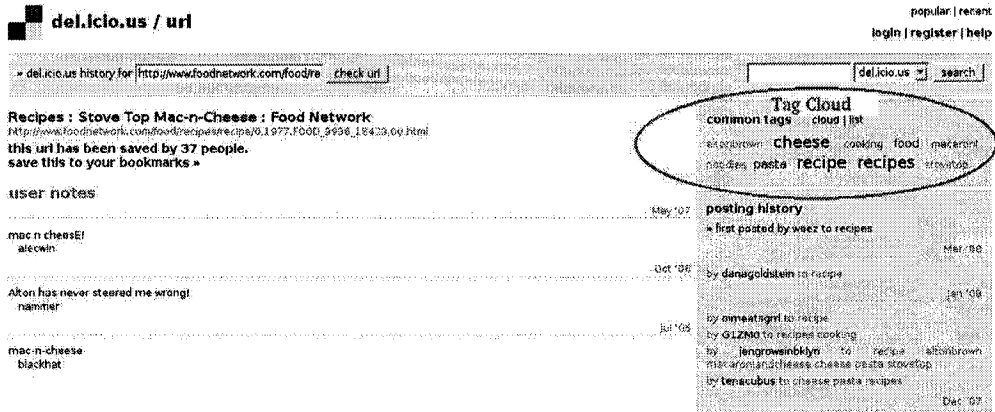 del.icio.us / url
popular | recent
login | register | help
» del.icio.us history for http://www.foodnetwork.com/food/re check url
del.icio.us search
Recipes : Stove Top Mac-n-Cheese : Food Network
this url has been saved by 37 people.
save this to your bookmarks »
Tag Cloud
common tags cloud | list
altonbrown cheese cooking food macaroni
noodles pasta recipe recipes stovetop
user notes
May '07
mac n cheesE!
alecwin
Oct '06
Alton has never steered me wrong!
nammer
Jul '05
mac-n-cheese
blackhat
posting history
» first posted by weez to recipes
Mar '08
by danagoldstein to recipe
Jan '08
by mmeatsgrrl to recipe
by G1ZM0 to recipes cooking
by jengrowsinbklyn to recipe altonbrown
macaroniandcheese cheese pasta stovetop
by tenacubus to cheese pasta recipes
Dec '07